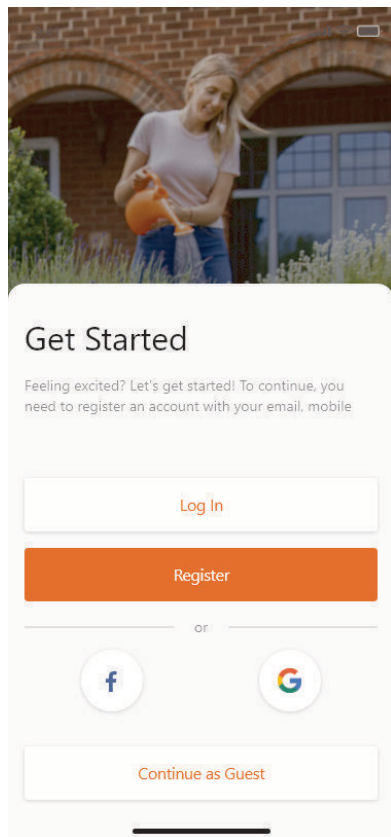 Get Started
Feeling excited? Let's get started! To continue, you
need to register an account with your email, mobile
Log In
Register
or
f
G
Continue as Guest